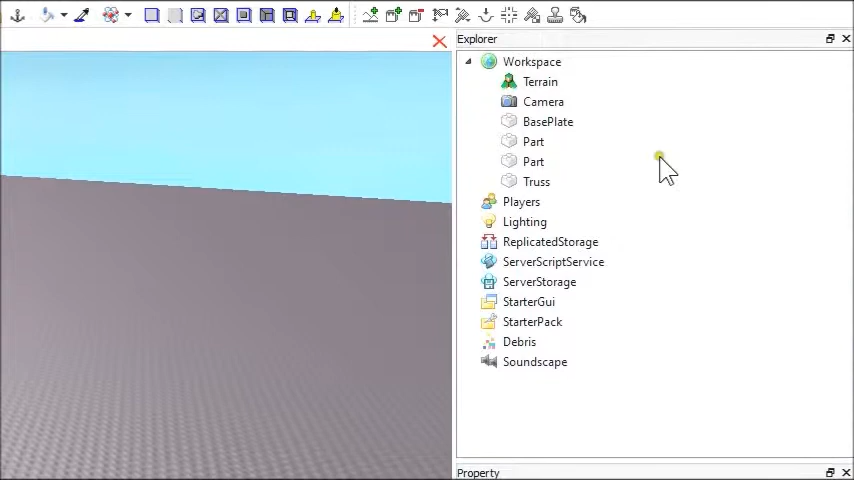 Explorer
Workspace
Terrain
Camera
BasePlate
Part
Part
Truss
Players
Lighting
ReplicatedStorage
ServerScriptService
ServerStorage
StarterGui
StarterPack
Debris
Soundscape
Property